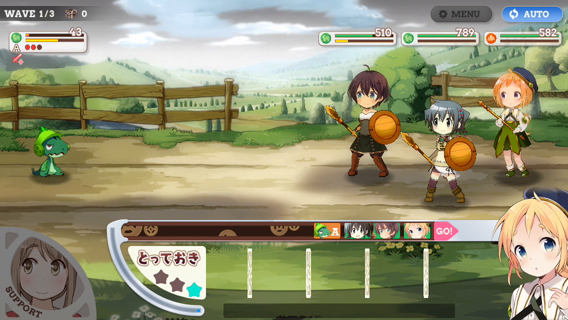 WAVE 1/3 0
MENU
AUTO
43
A
510
789
582
GO!
とっておき
SUPPORT